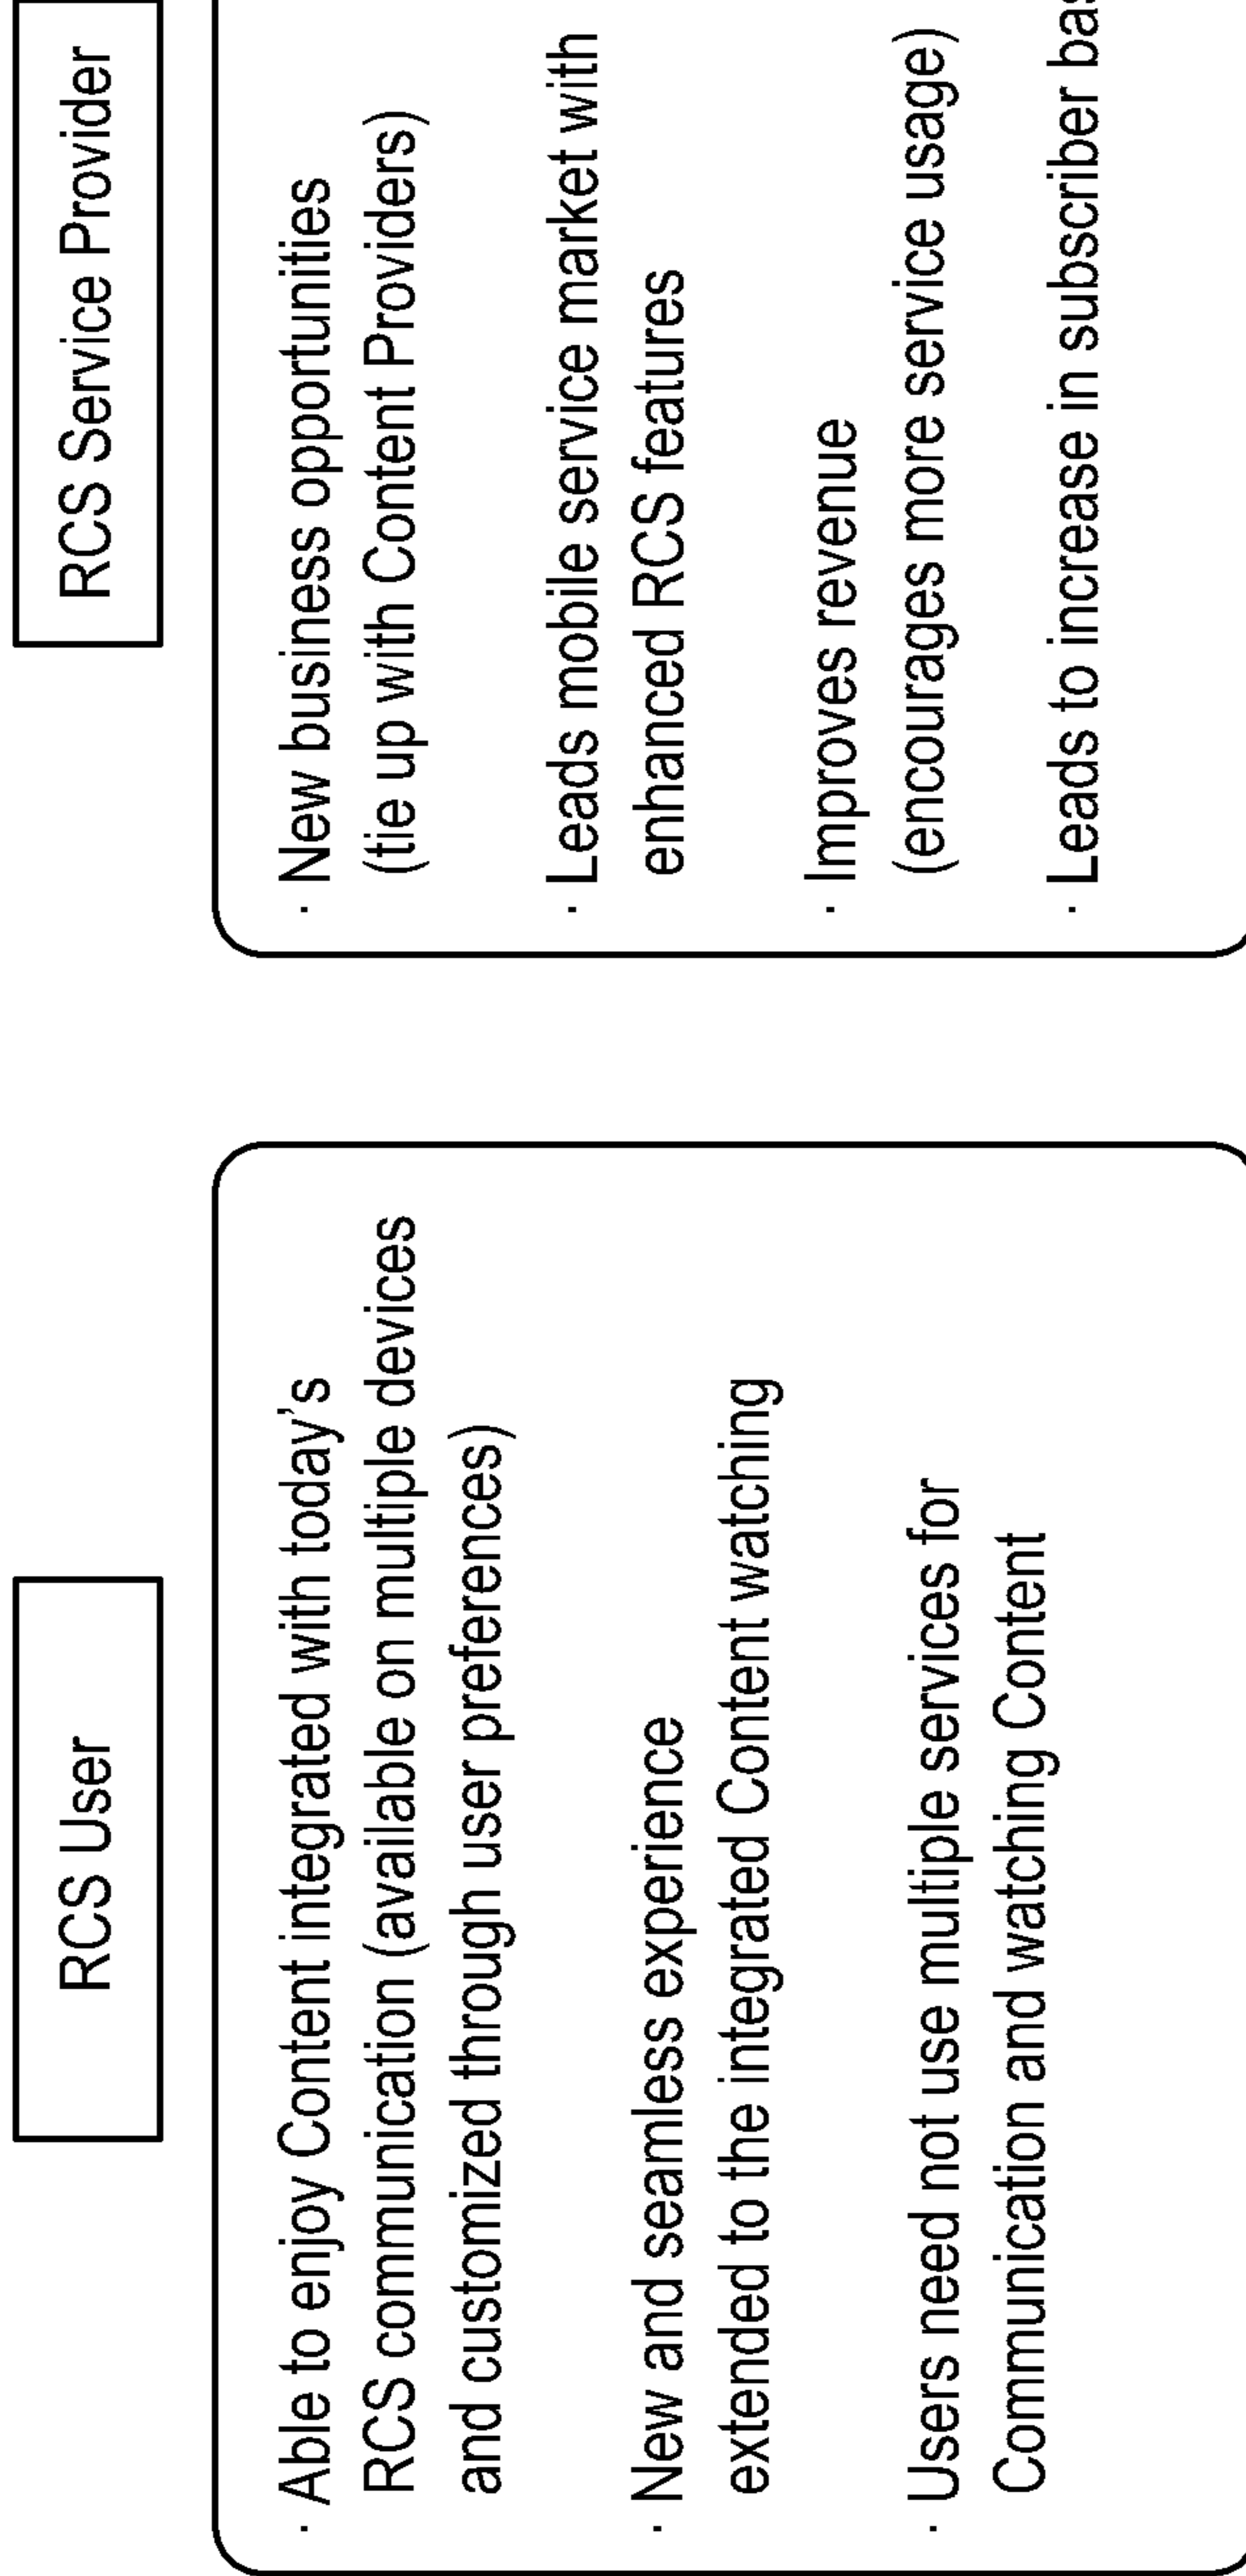 RCS User
· Able to enjoy Content integrated with today's
RCS communication (available on multiple devices
and customized through user preferences)
· New and seamless experience
extended to the integrated Content watching
· Users need not use multiple services for
Communication and watching Content
RCS Service Provider
· New business opportunities
(tie up with Content Providers)
· Leads mobile service market with
enhanced RCS features
· Improves revenue
(encourages more service usage)
· Leads to increase in subscriber